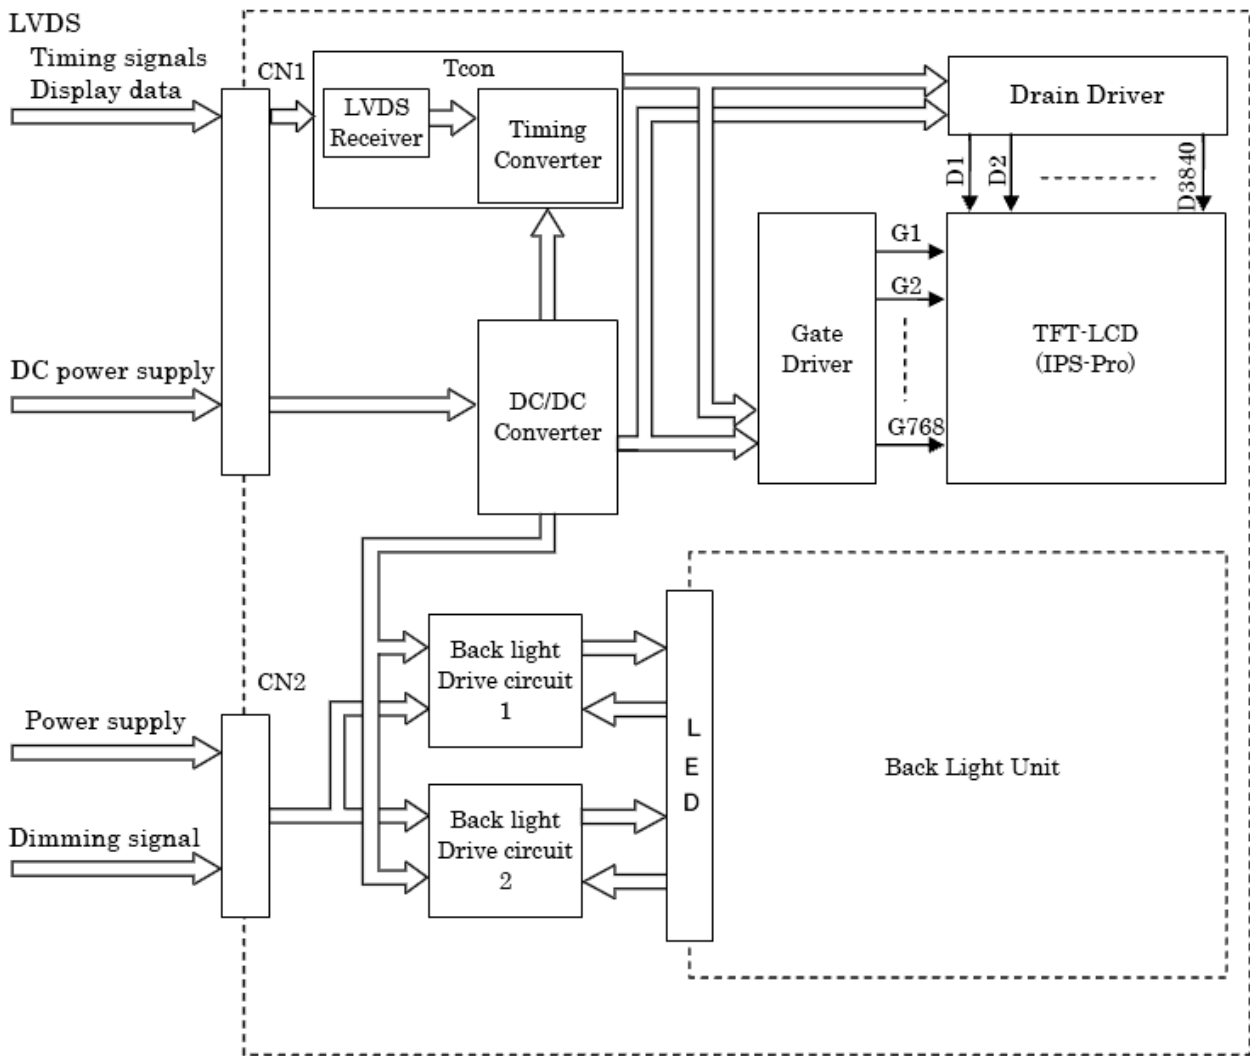 LVDS
Timing signals
Display data
CN1
Tcon
LVDS
Receiver
Timing
Converter
Drain Driver
D1
D2
D3840
G1
G2
G768
Gate
Driver
TFT-LCD
(IPS-Pro)
DC power supply
DC/DC
Converter
CN2
Power supply
Dimming signal
Back light
Drive circuit
1
Back light
Drive circuit
2
LED
Back Light Unit